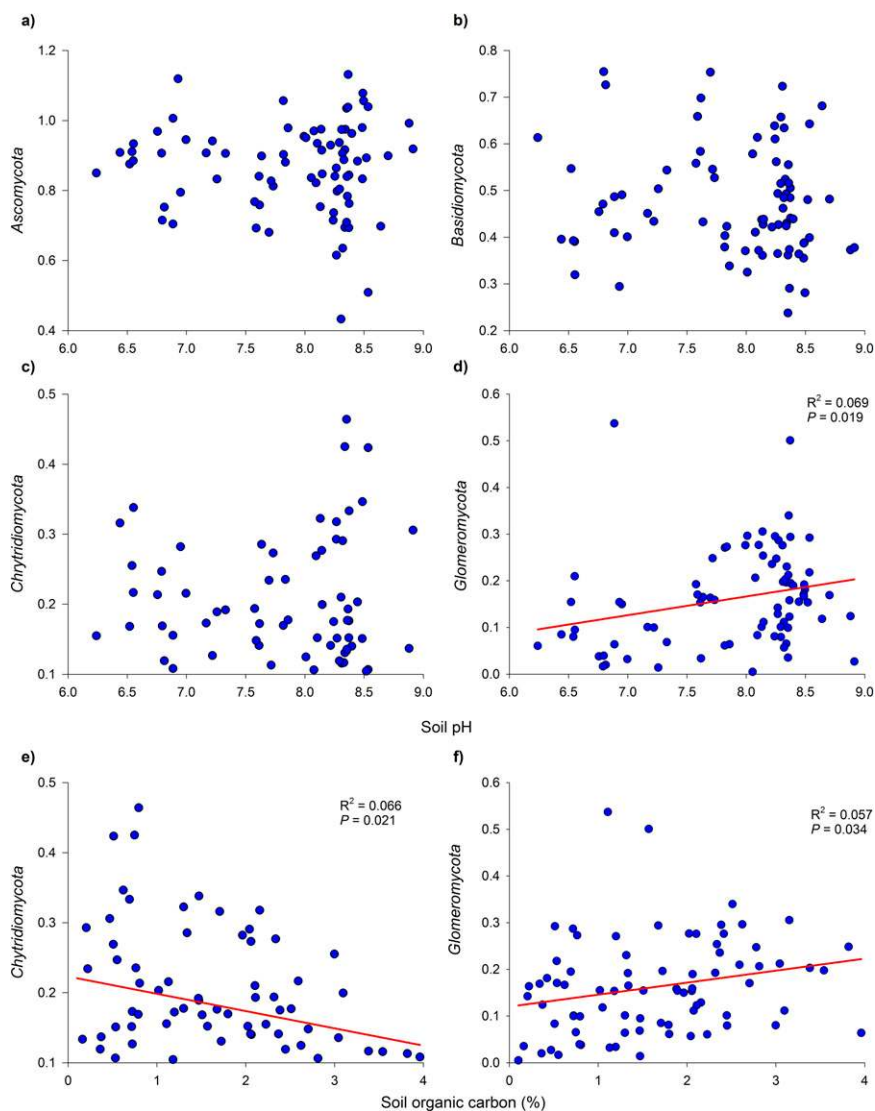 a)
b)
1.2
1.0
0.8
0.6
0.4
Ascomycota
6.0 6.5 7.0 7.5 8.0 8.5 9.0
0.8
0.7
0.6
0.5
0.4
0.3
0.2
Basidiomycota
6.0 6.5 7.0 7.5 8.0 8.5 9.0
c)
d)
0.5
0.4
0.3
0.2
0.1
Chrytridiomycota
6.0 6.5 7.0 7.5 8.0 8.5 9.0
R² = 0.069
P = 0.019
0.6
0.5
0.4
0.3
0.2
0.1
0.0
Glomeromycota
6.0 6.5 7.0 7.5 8.0 8.5 9.0
Soil pH
e)
f)
0.5
0.4
0.3
0.2
0.1
Chytridiomycota
R² = 0.066
P = 0.021
0 1 2 3 4
0.6
0.5
0.4
0.3
0.2
0.1
0.0
Glomeromycota
R² = 0.057
P = 0.034
0 1 2 3 4
Soil organic carbon (%)